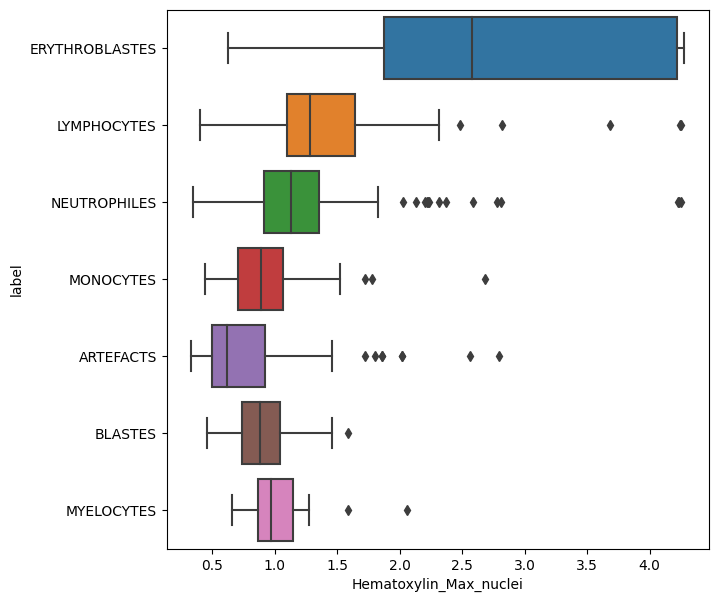 ERYTHROBLASTES
LYMPHOCYTES
NEUTROPHILES
MONOCYTES
ARTEFACTS
BLASTES
MYELOCYTES
label
0.5 1.0 1.5 2.0 2.5 3.0 3.5 4.0
Hematoxylin_Max_nuclei